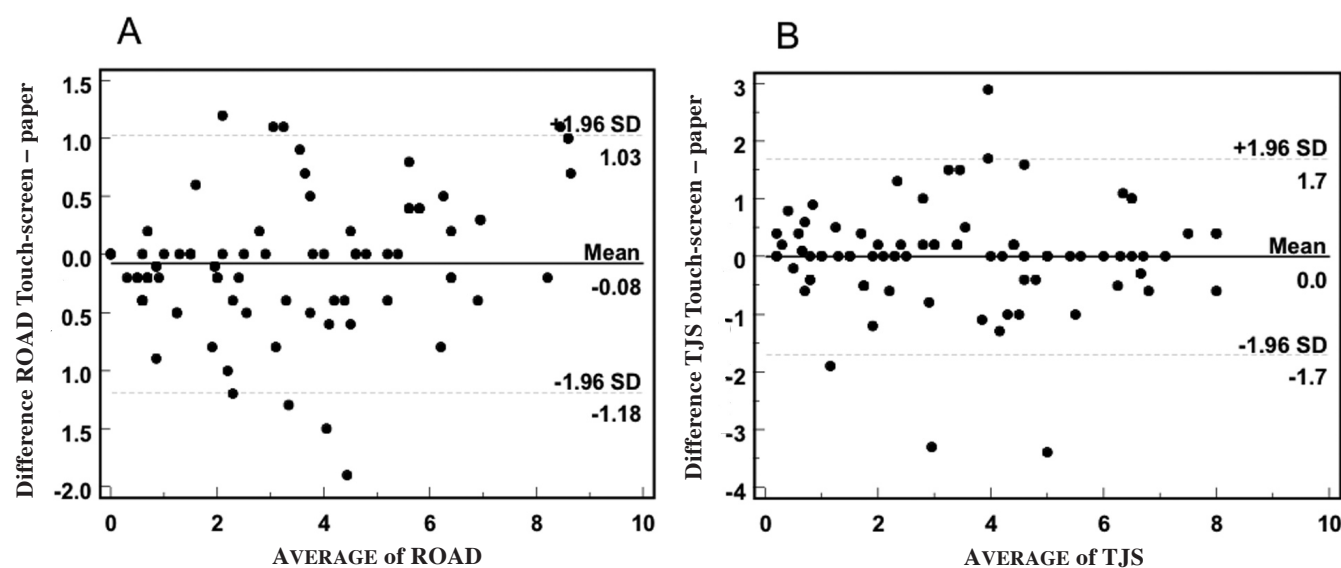 A
Difference ROAD Touch-screen – paper
1.5
1.0
0.5
0.0
0.5
1.0
1.5
-2.0
+1.96 SD
1.03
Mean
-0.08
-1.96 SD
-1.18
0 2 4 6 8 10
AVERAGE of ROAD
B
Difference TJS Touch-screen – paper
3
2
1
0
-1
-2
-3
-4
+1.96 SD
1.7
Mean
0.0
-1.96 SD
-1.7
0 2 4 6 8 10
AVERAGE of TJS